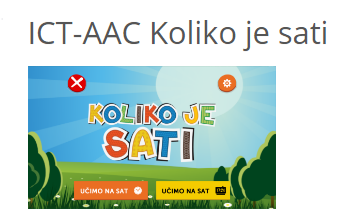 ICT-AAC Koliko je sati
KOLIKO JE
SATI
UČIMO NA SAT
UČIMO NA SAT